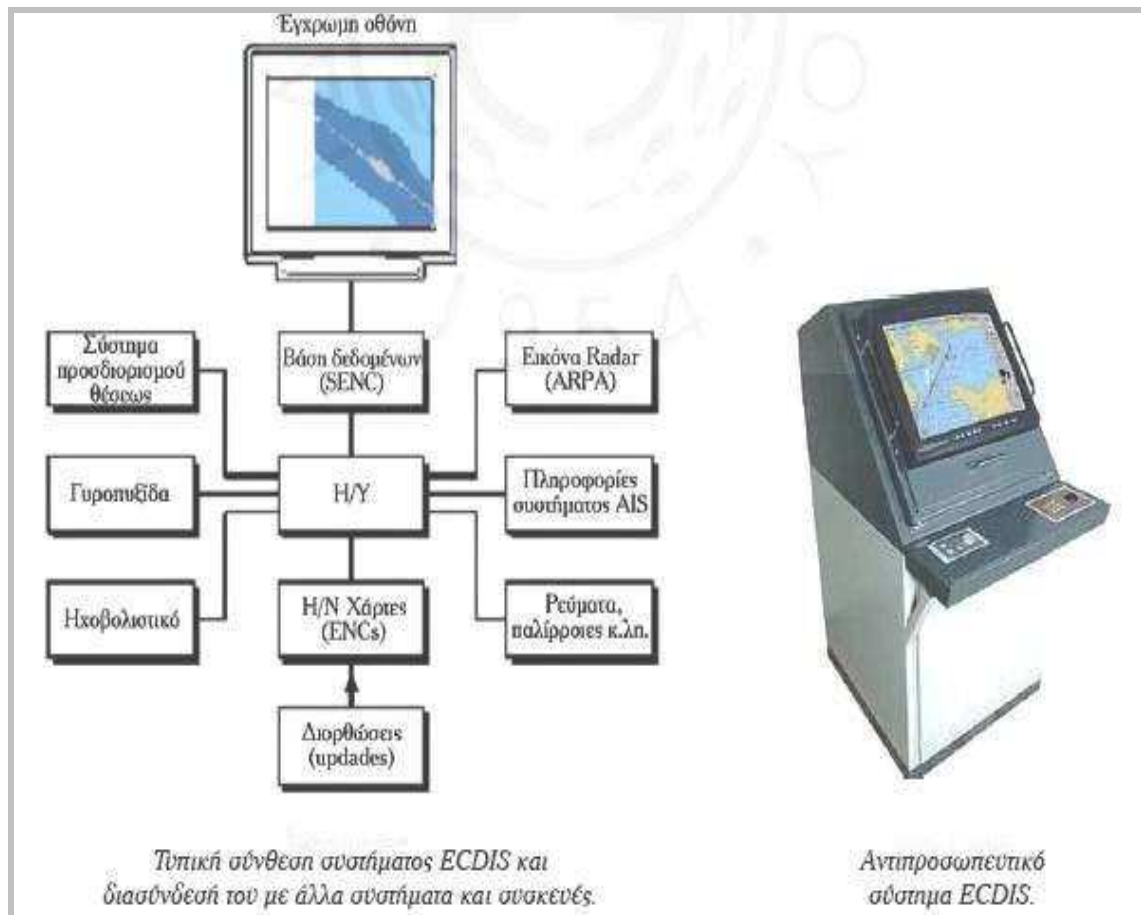 Έγχρωμη οθόνη
Σύστημα
προσδιορισμού
θέσεως
Βάση δεδομένων
(SENC)
Εικόνα Radar
(ARPA)
Γυροπυξίδα
Η/Υ
Πληροφορίες
συστήματος AIS
Ηχοβολιστικό
Η/Ν Χάρτες
(ENCs)
Ρεύματα,
παλίρροιες κ.λπ.
Διορθώσεις
(updades)
Τυπική σύνθεση συστήματος ECDIS και
διασύνδεσή του με άλλα συστήματα και συσκευές.
Αντιπροσωπευτικό
σύστημα ECDIS.
1954